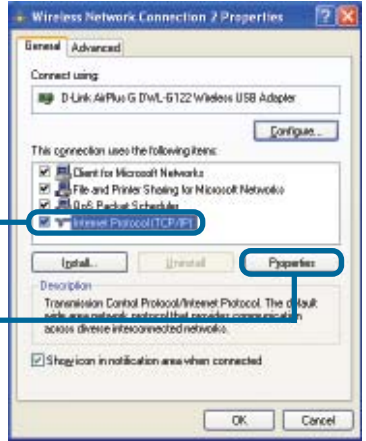 Wireless Network Connection 2 Properties
General Advanced
Connect using:
D-Link AirPlus G DWL-G122 Wireless USB Adapter
Configure...
This connection uses the following items:
Client for Microsoft Networks
File and Printer Sharing for Microsoft Networks
QoS Packet Scheduler
Internet Protocol (TCP/IP)
Install... Uninstall Properties
Description
Transmission Control Protocol/Internet Protocol. The default
wide area network protocol that provides communication
across diverse interconnected networks.
Show icon in notification area when connected
OK Cancel